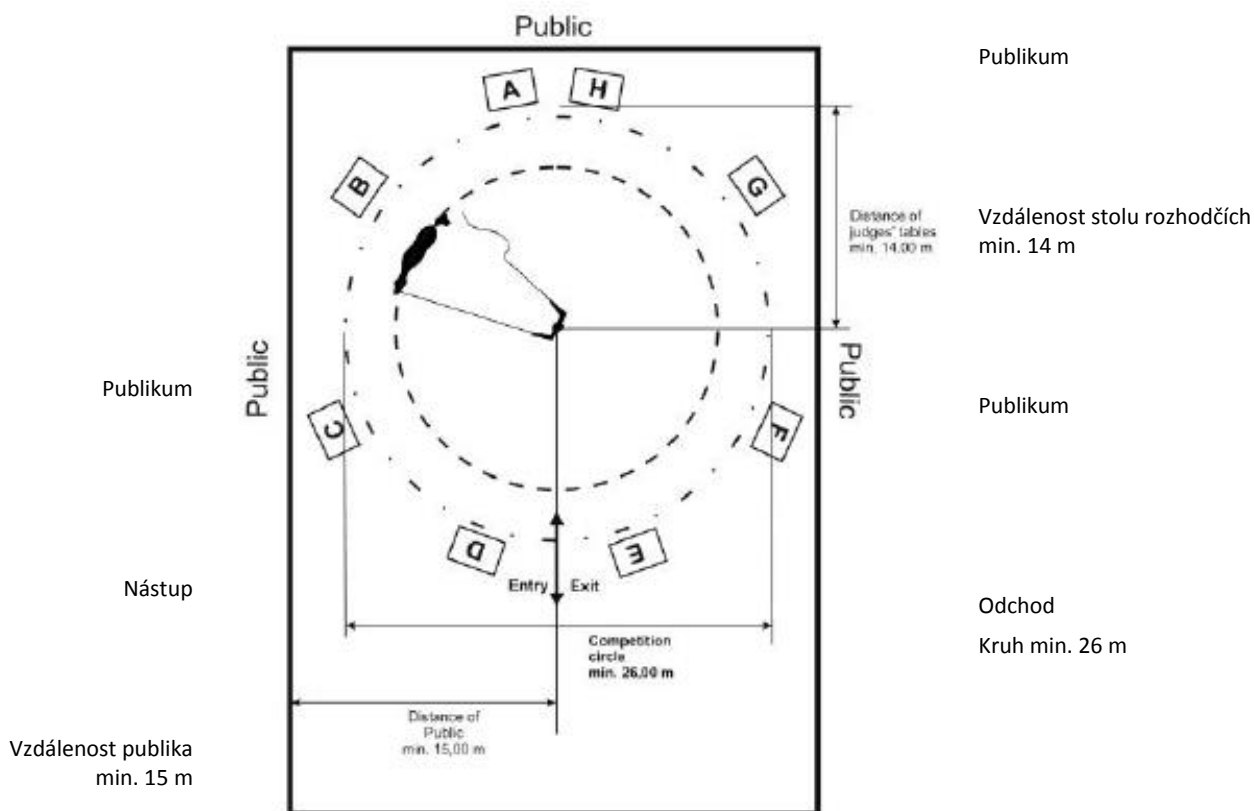 Public
Publikum
A
H
B
G
Distance of
judges' tables
min. 14,00 m
Vzdálenost stolu rozhodčích
min. 14 m
Public
Public
Publikum
Publikum
C
F
D
E
Nástup
Entry
Exit
Odchod
Competition
circle
min. 26,00 m
Kruh min. 26 m
Distance of
Public
min. 15,00 m
Vzdálenost publika
min. 15 m